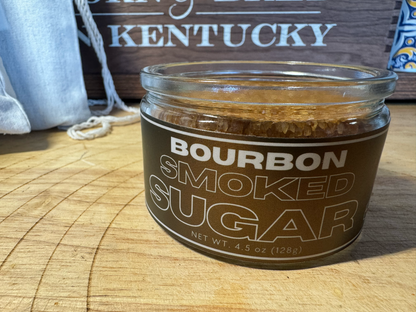 KENTUCKY
BOURBON
SMOKED
SUGAR
NET WT. 4.5 oz (128g)